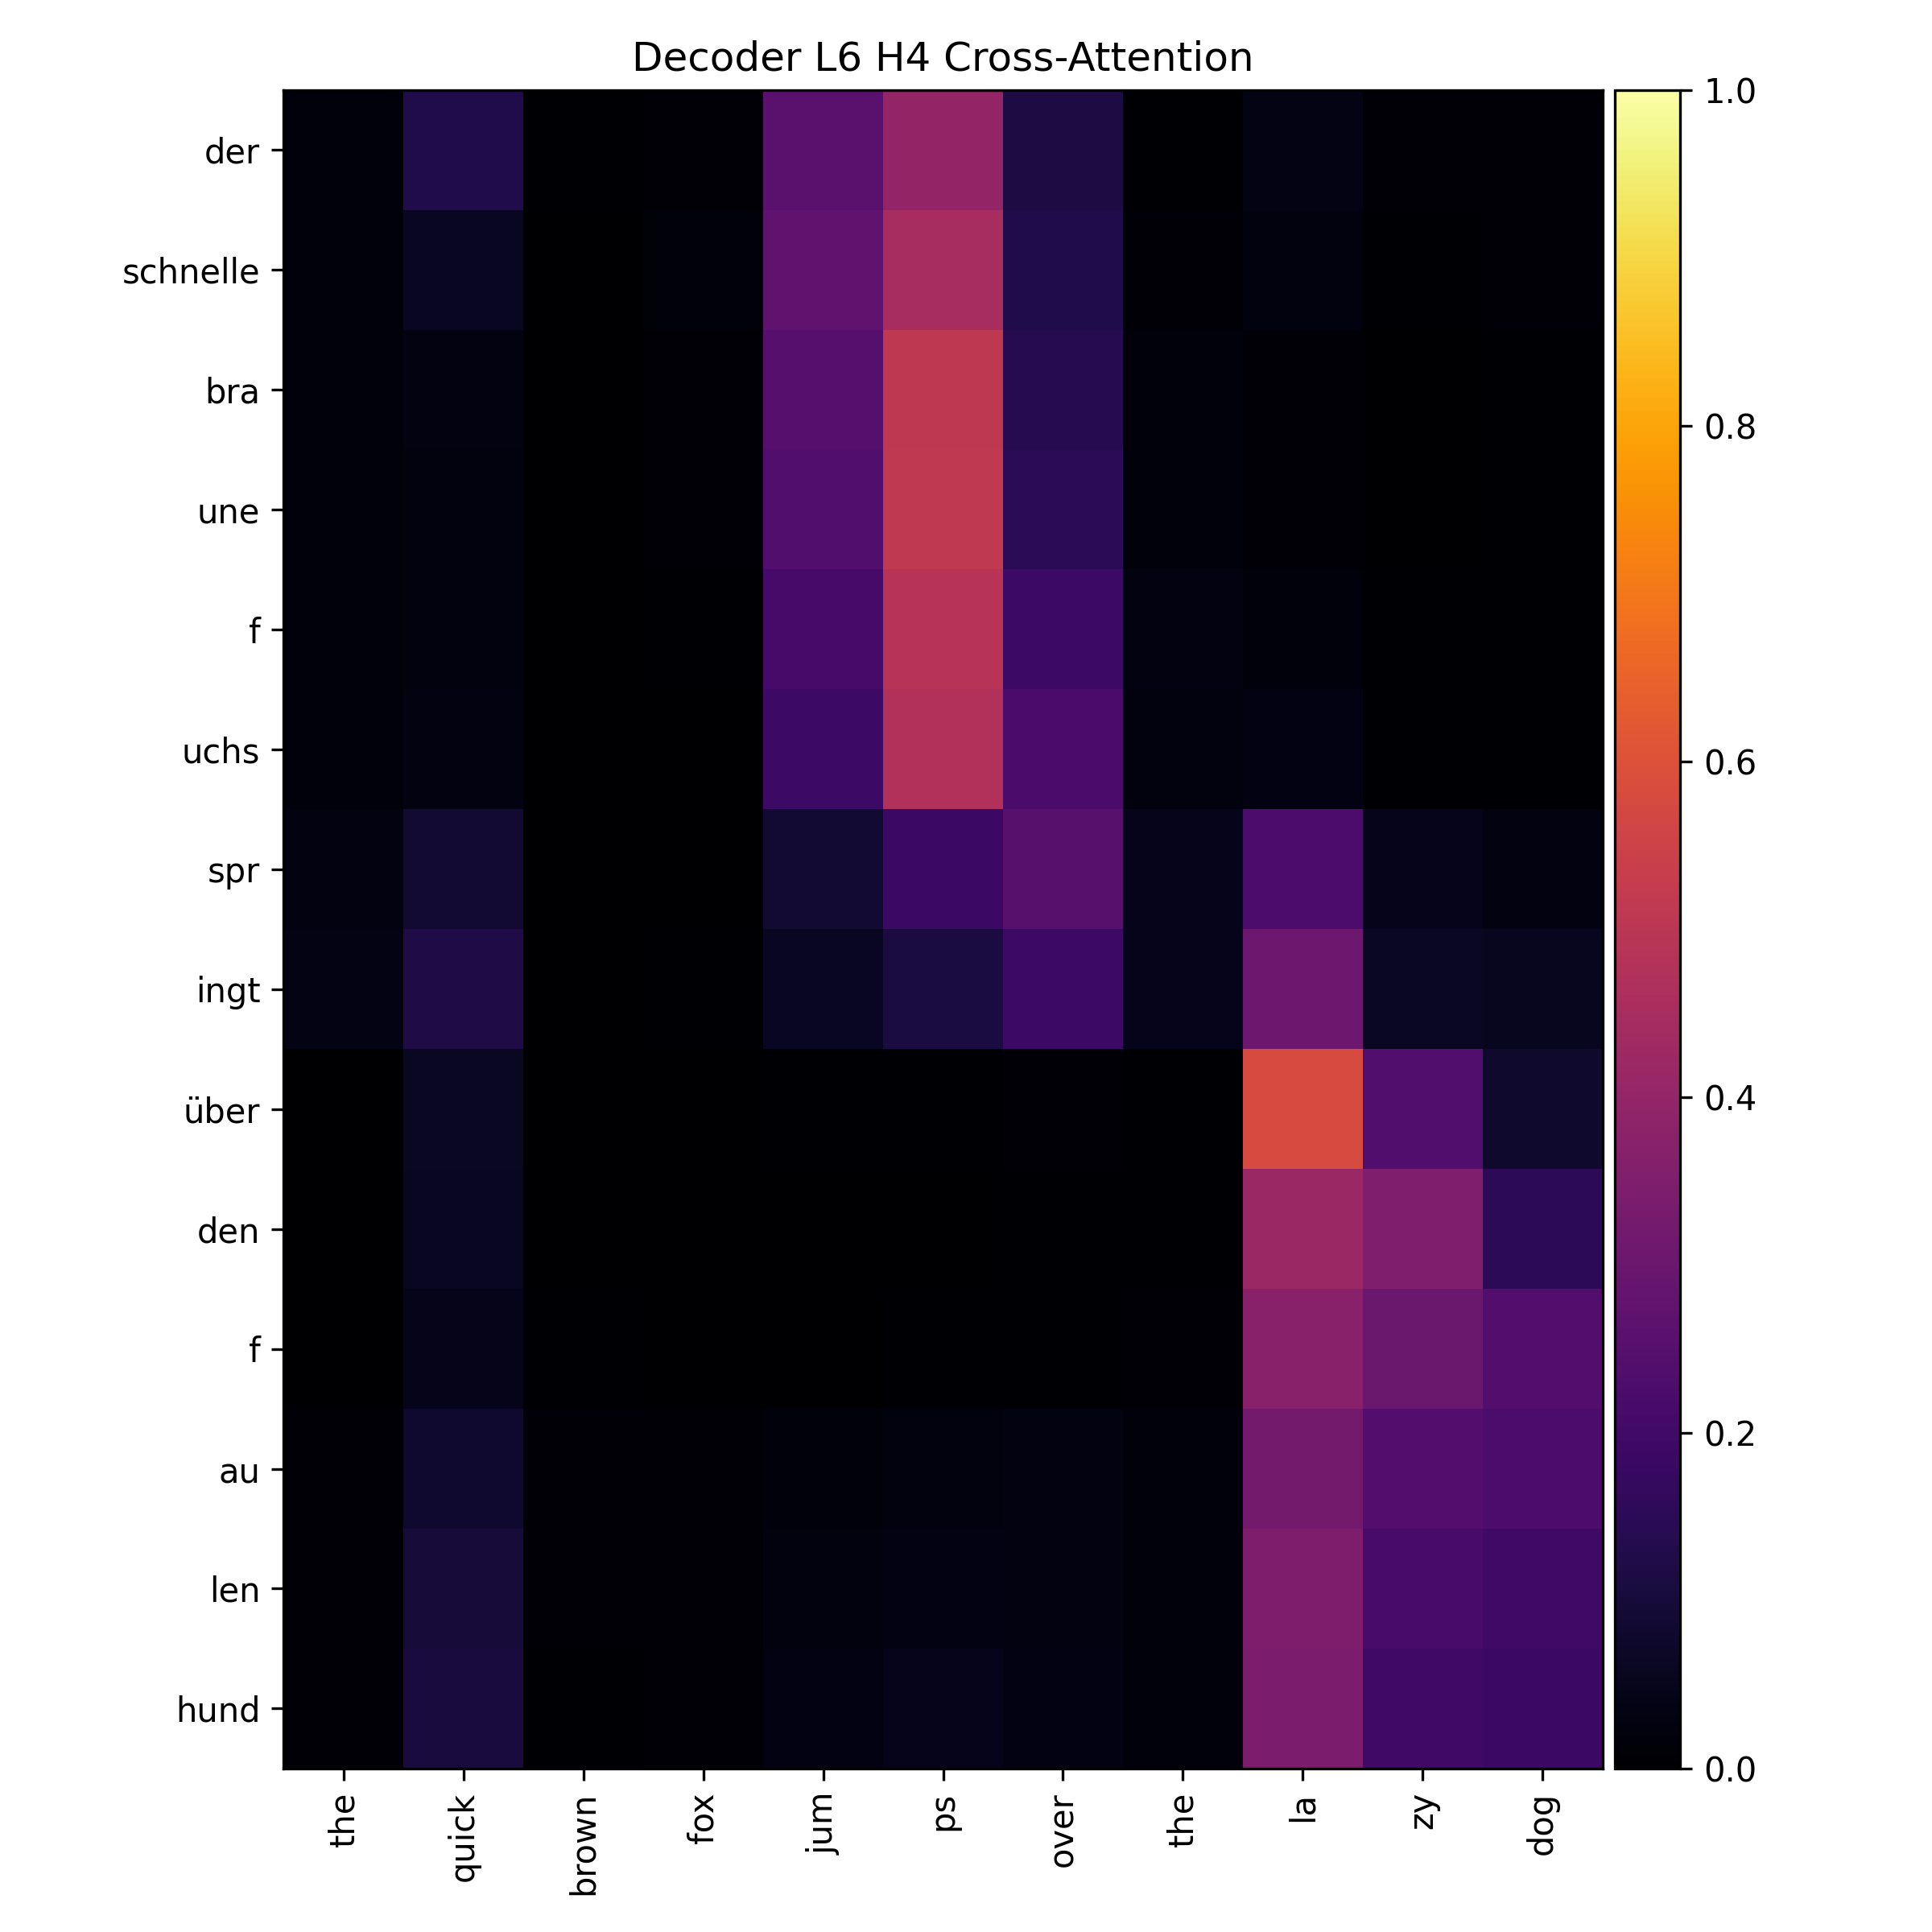 Decoder L6 H4 Cross-Attention
der
schnelle
bra
une
f
uchs
spr
ingt
über
den
f
au
len
hund
the
quick
brown
fox
jum
ps
over
the
la
zy
dog
1.0
0.8
0.6
0.4
0.2
0.0